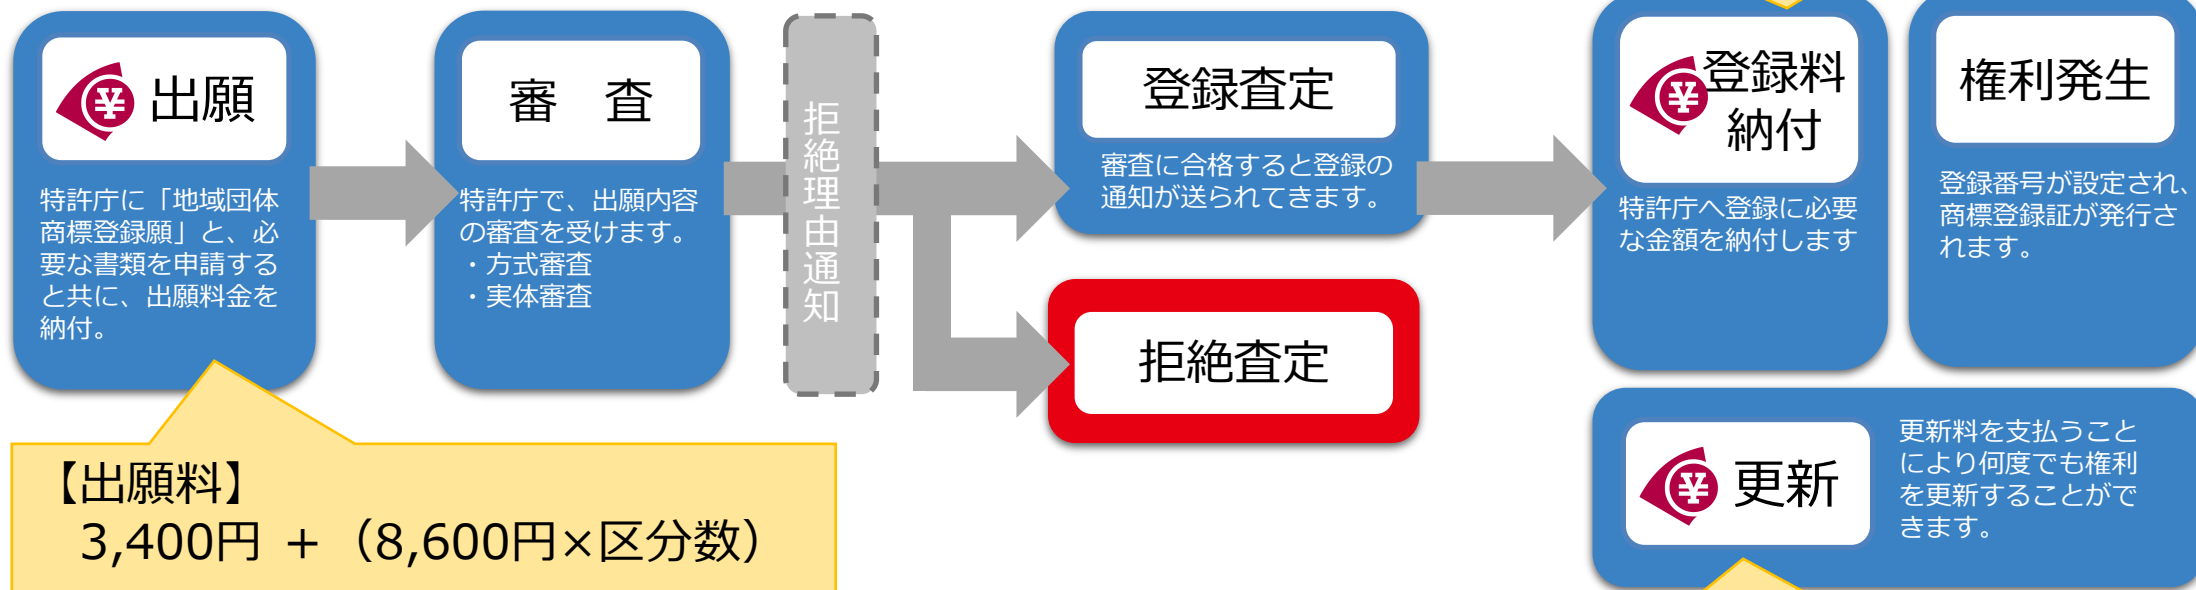 出願
特許庁に「地域団体
商標登録願」と、必
要な書類を申請する
と共に、出願料金を
納付。
【出願料】
3,400円 +（8,600円×区分数）
審　査
特許庁で、出願内容
の審査を受けます。
・方式審査
・実体審査
拒絶理由通知
登録査定
審査に合格すると登録の
通知が送られてきます。
拒絶査定
¥
登録料
納付
特許庁へ登録に必要
な金額を納付します
権利発生
登録番号が設定され、
商標登録証が発行さ
れます。
¥
更新
更新料を支払うこと
により何度でも権利
を更新することがで
きます。